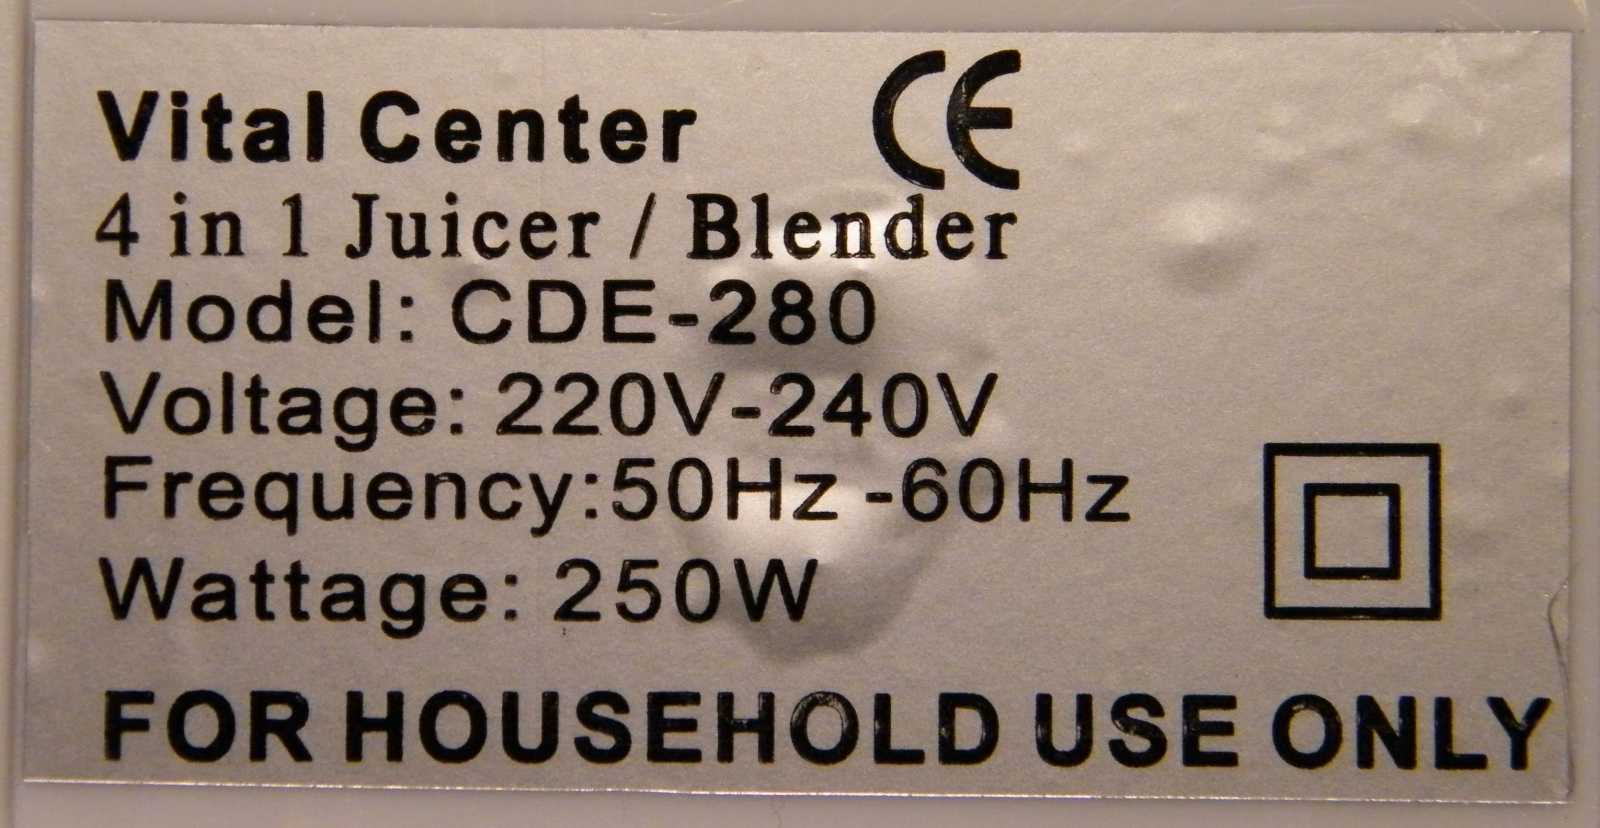 Vital Center CE
4 in 1 Juicer / Blender
Model: CDE-280
Voltage: 220V-240V
Frequency:50Hz -60Hz
Wattage: 250W
FOR HOUSEHOLD USE ONLY